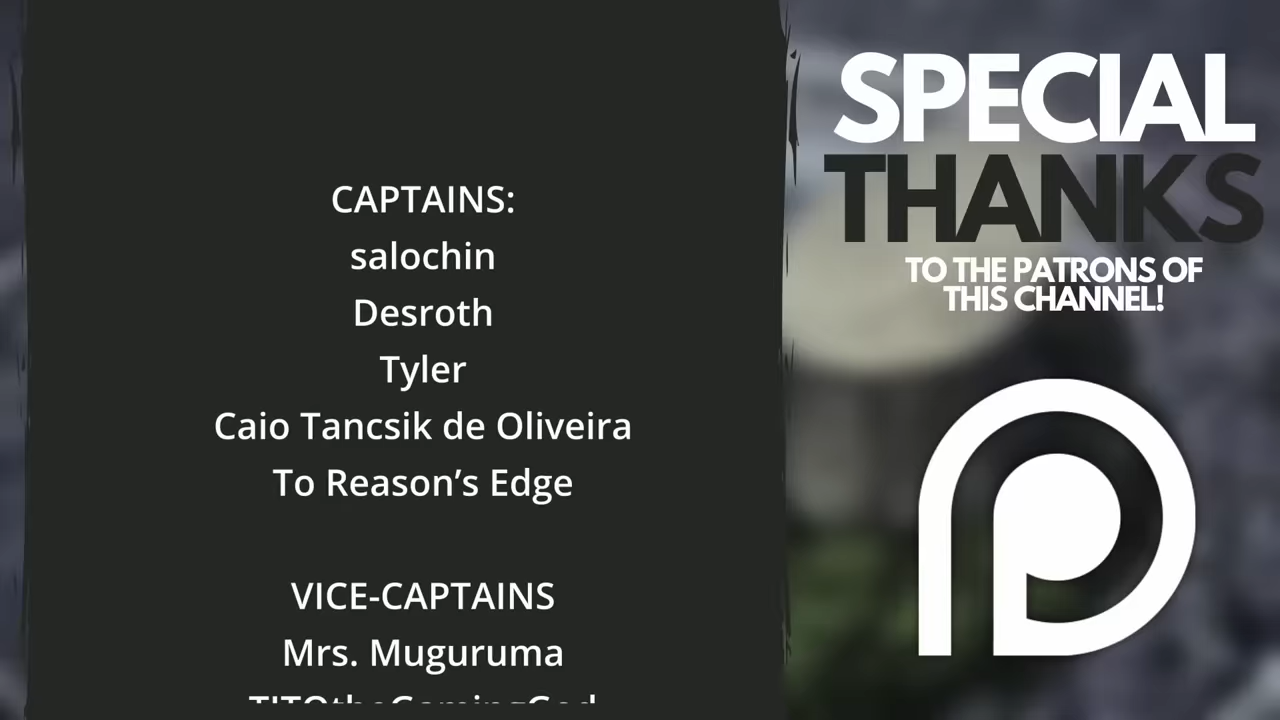 CAPTAINS:
salochin
Desroth
Tyler
Caio Tancsik de Oliveira
To Reason’s Edge
VICE-CAPTAINS
Mrs. Muguruma
TITOtheGamingGod
SPECIAL
THANKS
TO THE PATRONS OF
THIS CHANNEL!